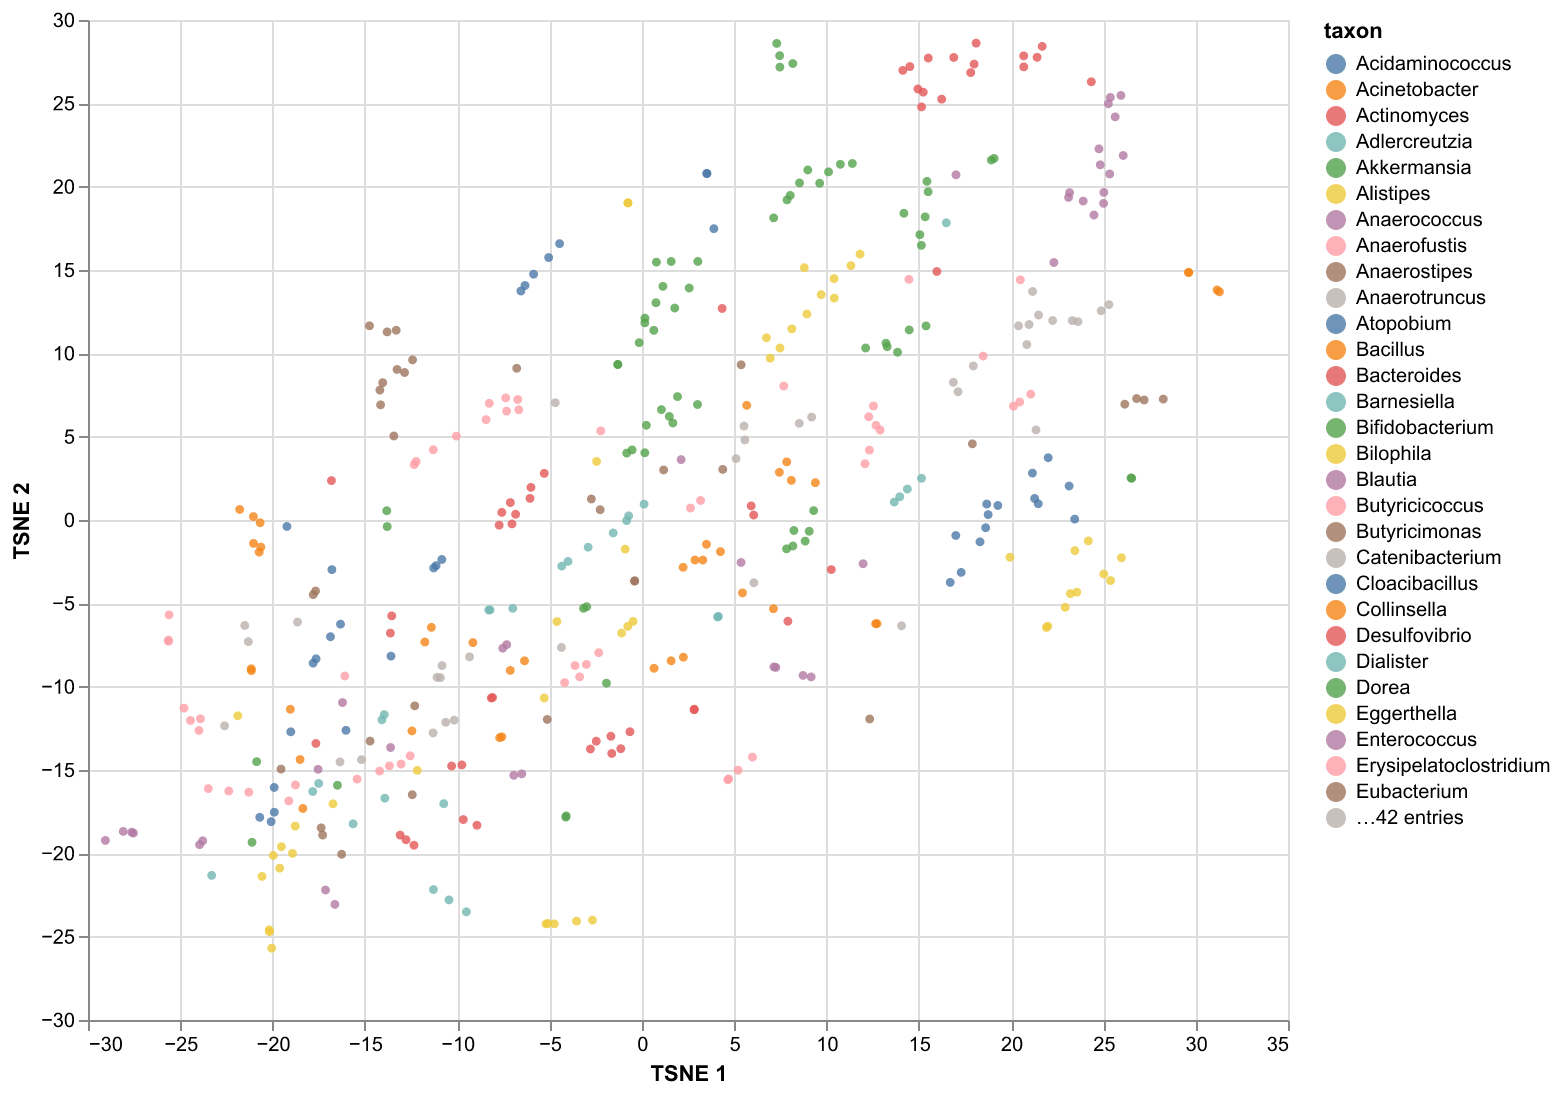 30
25
20
15
10
5
0
−5
−10
−15
−20
−25
−30
TSNE 2
−30 −25 −20 −15 −10 −5 0 5 10 15 20 25 30 35
TSNE 1
taxon
Acidaminococcus
Acinetobacter
Actinomyces
Adlercreutzia
Akkermansia
Alistipes
Anaerococcus
Anaerofustis
Anaerostipes
Anaerotruncus
Atopobium
Bacillus
Bacteroides
Barnesiella
Bifidobacterium
Bilophila
Blautia
Butyricicoccus
Butyricimonas
Catenibacterium
Cloacibacillus
Collinsella
Desulfovibrio
Dialister
Dorea
Eggerthella
Enterococcus
Erysipelatoclostridium
Eubacterium
…42 entries